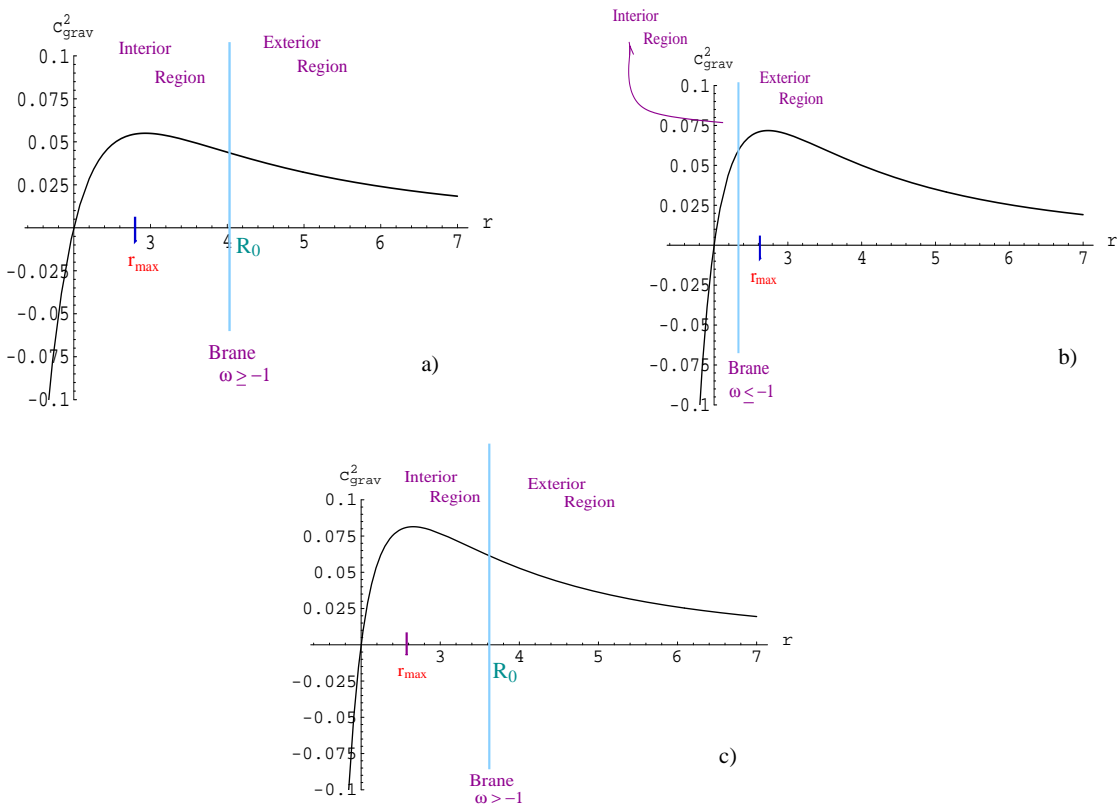 c²grav
0.1
0.075
0.05
0.025
-0.025
-0.05
-0.075
-0.1
3
4
5
6
7
r
Interior
Region
Exterior
Region
rmax
R0
Brane
ω ≥ −1
a)
Interior
Region
c²grav
0.1
0.075
0.05
0.025
-0.025
-0.05
-0.075
-0.1
3
4
5
6
7
r
Exterior
Region
rmax
Brane
ω ≤ −1
b)
c²grav
0.1
0.075
0.05
0.025
-0.025
-0.05
-0.075
-0.1
3
4
5
6
7
r
Interior
Region
Exterior
Region
rmax
R0
Brane
ω > −1
c)